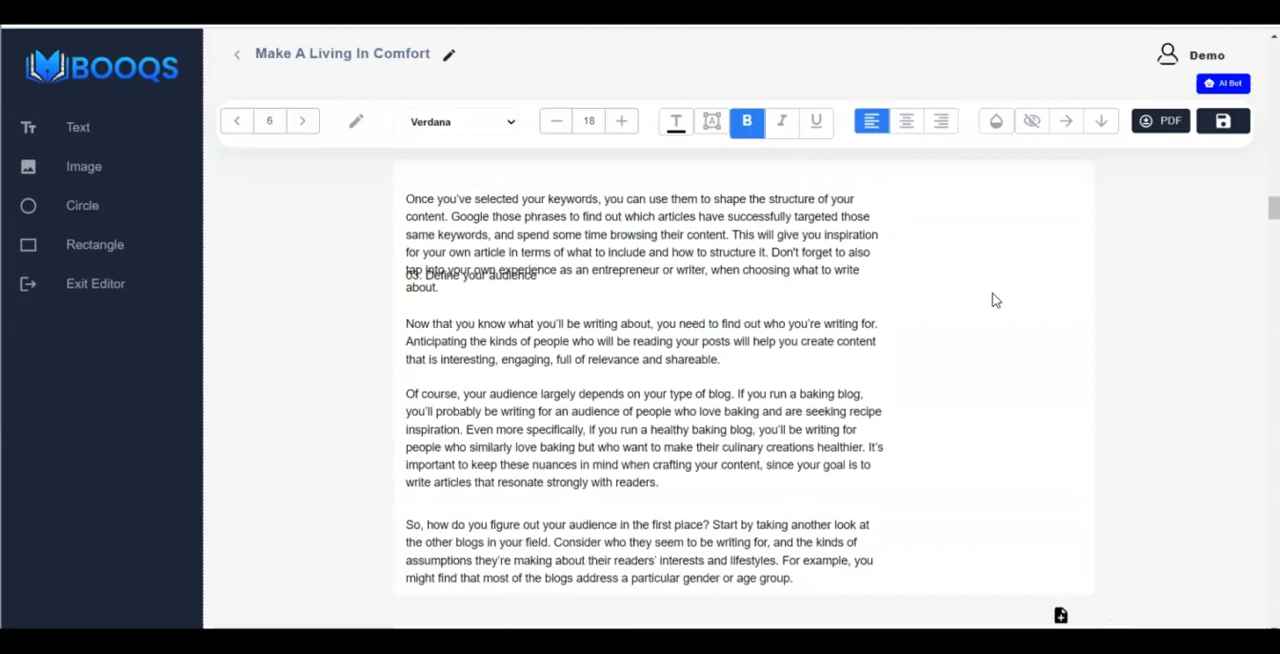 BOOQS
Make A Living In Comfort
Demo
AI Bot
6
Verdana
18
T
A
B
I
U
PDF
Text
Image
Circle
Rectangle
Exit Editor
Once you've selected your keywords, you can use them to shape the structure of your
content. Google those phrases to find out which articles have successfully targeted those
same keywords, and spend some time browsing their content. This will give you inspiration
for your own article in terms of what to include and how to structure it. Don't forget to also
tap into your own experience as an entrepreneur or writer, when choosing what to write
03. Define your audience
about.
Now that you know what you'll be writing about, you need to find out who you're writing for.
Anticipating the kinds of people who will be reading your posts will help you create content
that is interesting, engaging, full of relevance and shareable.
Of course, your audience largely depends on your type of blog. If you run a baking blog,
you'll probably be writing for an audience of people who love baking and are seeking recipe
inspiration. Even more specifically, if you run a healthy baking blog, you'll be writing for
people who similarly love baking but who want to make their culinary creations healthier. It's
important to keep these nuances in mind when crafting your content, since your goal is to
write articles that resonate strongly with readers.
So, how do you figure out your audience in the first place? Start by taking another look at
the other blogs in your field. Consider who they seem to be writing for, and the kinds of
assumptions they're making about their readers' interests and lifestyles. For example, you
might find that most of the blogs address a particular gender or age group.